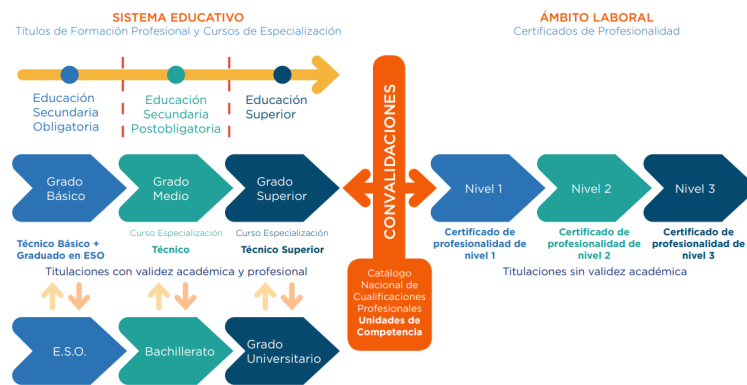 SISTEMA EDUCATIVO
Títulos de Formación Profesional y Cursos de Especialización
ÁMBITO LABORAL
Certificados de Profesionalidad
Educación
Secundaria
Obligatoria
Educación
Secundaria
Postobligatoria
Educación
Superior
Grado
Básico
Grado
Medio
Grado
Superior
CONVALIDACIONES
Nivel 1
Nivel 2
Nivel 3
Técnico Básico +
Graduado en ESO
Curso Especialización
Técnico
Curso Especialización
Técnico Superior
Certificado de
profesionalidad de
nivel 1
Certificado de
profesionalidad de
nivel 2
Certificado de
profesionalidad de
nivel 3
Titulaciones con validez académica y profesional
Catálogo
Nacional de
Cualificaciones
Profesionales
Unidades de
Competencia
Titulaciones sin validez académica
E.S.O.
Bachillerato
Grado
Universitario